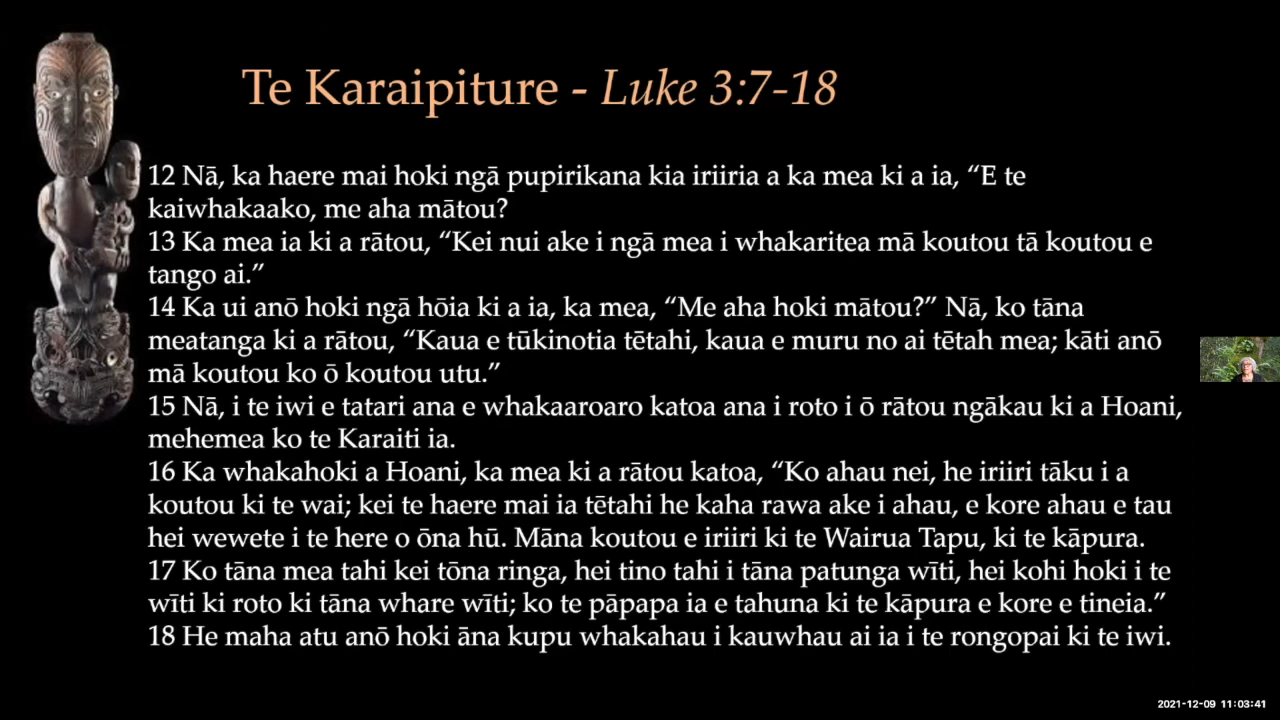 Te Karaipiture - Luke 3:7-18
12 Nā, ka haere mai hoki ngā pupirikana kia iriiria a ka mea ki a ia, “E te
kaiwhakaako, me aha mātou?
13 Ka mea ia ki a rātou, “Kei nui ake i ngā mea i whakaritea mā koutou tā koutou e
tango ai.”
14 Ka ui anō hoki ngā hōia ki a ia, ka mea, “Me aha hoki mātou?” Nā, ko tāna
meatanga ki a rātou, “Kaua e tūkinotia tētahi, kaua e muru no ai tētah mea; kāti anō
mā koutou ko ō koutou utu.”
15 Nā, i te iwi e tatari ana e whakaaroaro katoa ana i roto i ō rātou ngākau ki a Hoani,
mehemea ko te Karaiti ia.
16 Ka whakahoki a Hoani, ka mea ki a rātou katoa, “Ko ahau nei, he iriiri tāku i a
koutou ki te wai; kei te haere mai ia tētahi he kaha rawa ake i ahau, e kore ahau e tau
hei wewete i te here o ōna hū. Māna koutou e iriiri ki te Wairua Tapu, ki te kāpura.
17 Ko tāna mea tahi kei tōna ringa, hei tino tahi i tāna patunga wīti, hei kohi hoki i te
wīti ki roto ki tāna whare wīti; ko te pāpapa ia e tahuna ki te kāpura e kore e tineia.”
18 He maha atu anō hoki āna kupu whakahau i kauwhau ai ia i te rongopai ki te iwi.
2021-12-09 11:03:41